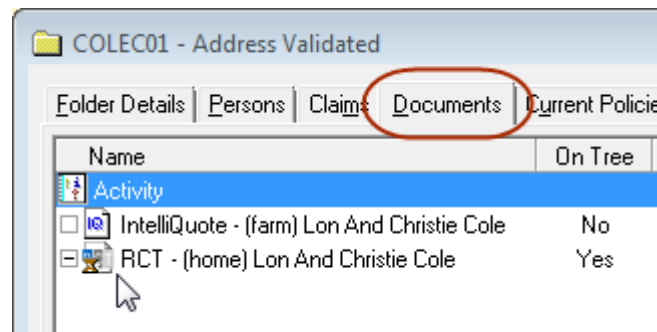 COLEC01 - Address Validated
Folder Details Persons Claims Documents Current Policie
Name On Tree
Activity
IntelliQuote - (farm) Lon And Christie Cole No
RCT - (home) Lon And Christie Cole Yes